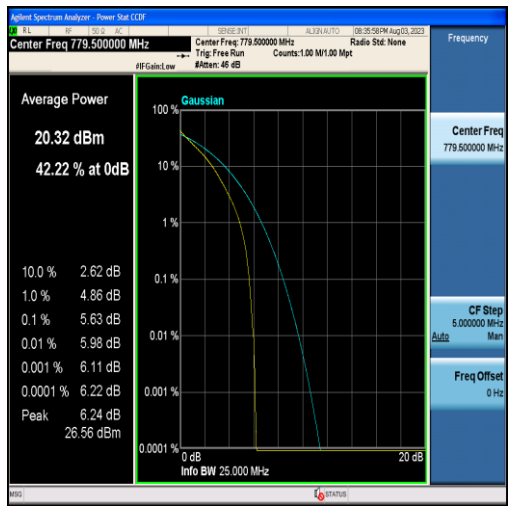 Agilent Spectrum Analyzer - Power Stat CCDF
RL RF 50 Ω AC SENSE:INT ALIGN AUTO 08:35:58 PM Aug 03, 2023
Center Freq 779.500000 MHz
Center Freq: 779.500000 MHz Radio Std: None
Trig: Free Run Counts:1.00 M/1.00 Mpt
#IFGain:Low #Atten: 46 dB
Frequency
Average Power
20.32 dBm
42.22 % at 0dB
10.0 % 2.62 dB
1.0 % 4.86 dB
0.1 % 5.63 dB
0.01 % 5.98 dB
0.001 % 6.11 dB
0.0001 % 6.22 dB
Peak 6.24 dB
26.56 dBm
Gaussian
100 %
10 %
1 %
0.1 %
0.01 %
0.001 %
0.0001 %
0 dB 20 dB
Info BW 25.000 MHz
Center Freq
779.500000 MHz
CF Step
5.000000 MHz
Auto Man
Freq Offset
0 Hz
MSG STATUS